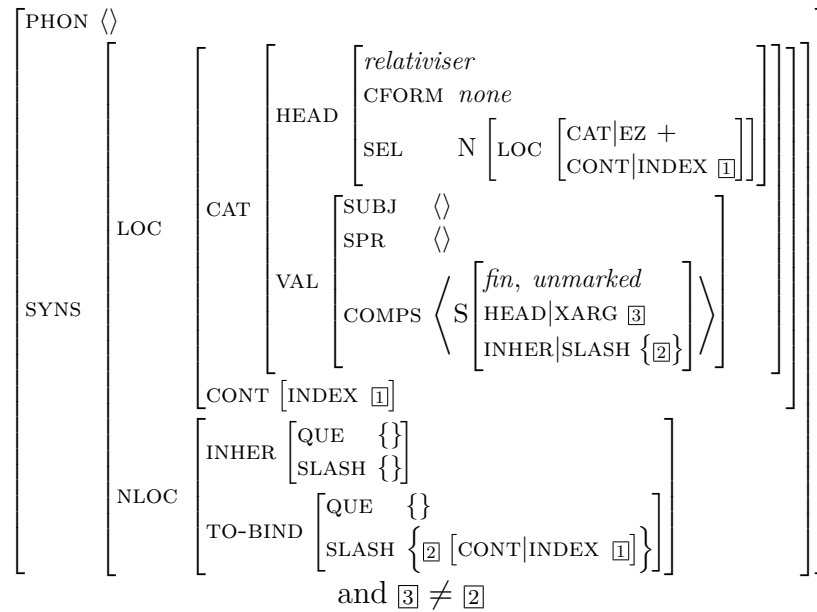 PHON ⟨⟩
relativiser
CFORM none
HEAD
SEL N [LOC [CAT|EZ +
CONT|INDEX 1]]
SUBJ ⟨⟩
LOC CAT
SPR ⟨⟩
VAL
fin, unmarked
SYNS COMPS ⟨S[HEAD|XARG 3]⟩
INHER|SLASH {2}
CONT [INDEX 1]
QUE {}
INHER
SLASH {}
NLOC
QUE {}
TO-BIND
SLASH {2 [CONT|INDEX 1]}
and 3 ≠ 2